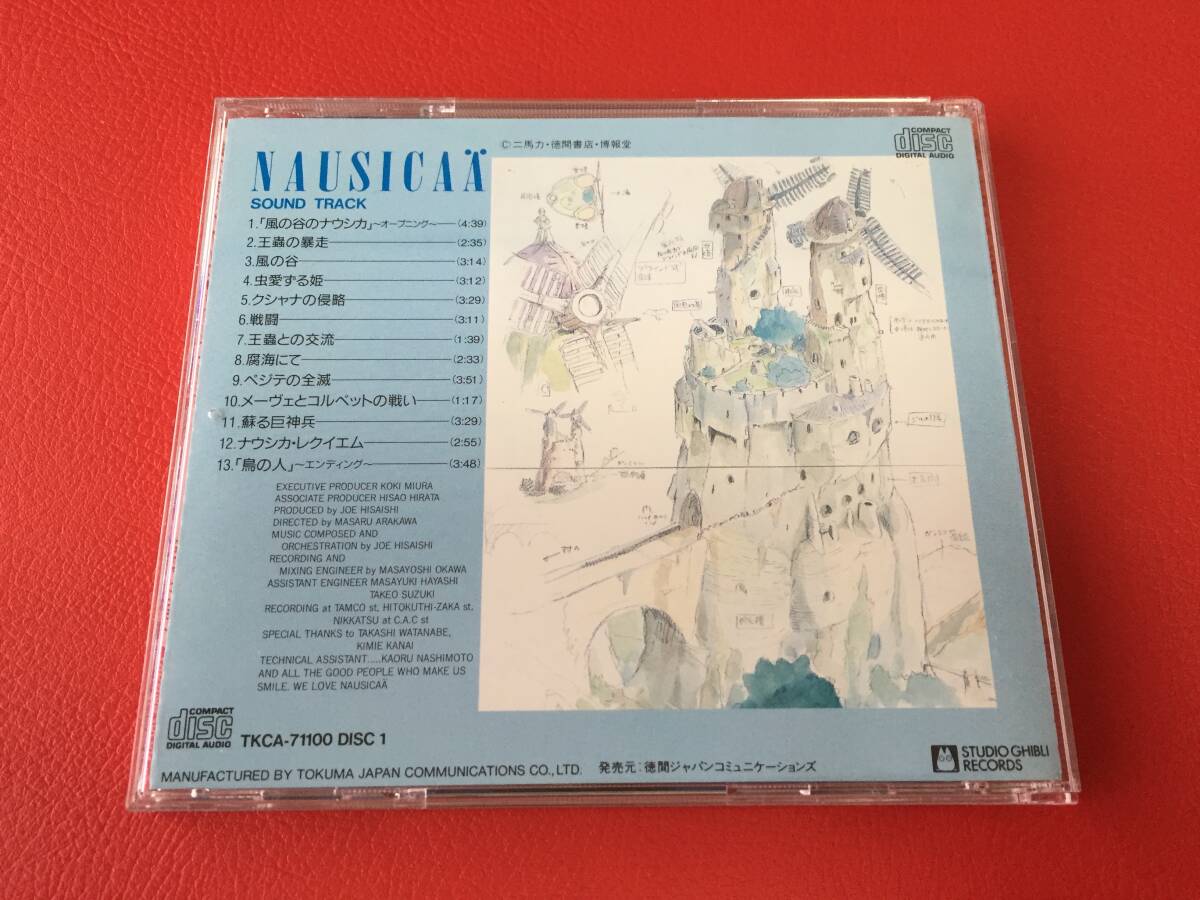 NAUSICAÄ
SOUND TRACK
©二馬力・徳間書店・博報堂
COMPACT
disc
DIGITAL AUDIO
1.「風の谷のナウシカ」〜オープニング〜 (4:39)
2.王蟲の暴走 (2:35)
3.風の谷 (3:14)
4.虫愛ずる姫 (3:12)
5.クシャナの侵略 (3:29)
6.戦闘 (3:11)
7.王蟲との交流 (1:39)
8.腐海にて (2:33)
9.ペジテの全滅 (3:51)
10.メーヴェとコルベットの戦い (1:17)
11.蘇る巨神兵 (3:29)
12.ナウシカ・レクイエム (2:55)
13.「鳥の人」〜エンディング〜 (3:48)
EXECUTIVE PRODUCER KOKI MIURA
ASSOCIATE PRODUCER HISAO HIRATA
PRODUCED by JOE HISAISHI
DIRECTED by MASARU ARAKAWA
MUSIC COMPOSED AND
ORCHESTRATION by JOE HISAISHI
RECORDING AND
MIXING ENGINEER by MASAYOSHI OKAWA
ASSISTANT ENGINEER MASAYUKI HAYASHI
TAKEO SUZUKI
RECORDING at TAMCO st, HITOKUTHI-ZAKA st,
NIKKATSU at C.A.C st
SPECIAL THANKS to TAKASHI WATANABE,
KIMIE KANAI
TECHNICAL ASSISTANT.....KAORU NASHIMOTO
AND ALL THE GOOD PEOPLE WHO MAKE US
SMILE. WE LOVE NAUSICAÄ
COMPACT
disc
DIGITAL AUDIO
TKCA-71100 DISC 1
MANUFACTURED BY TOKUMA JAPAN COMMUNICATIONS CO., LTD. 発売元:徳間ジャパンコミュニケーションズ
STUDIO GHIBLI
RECORDS